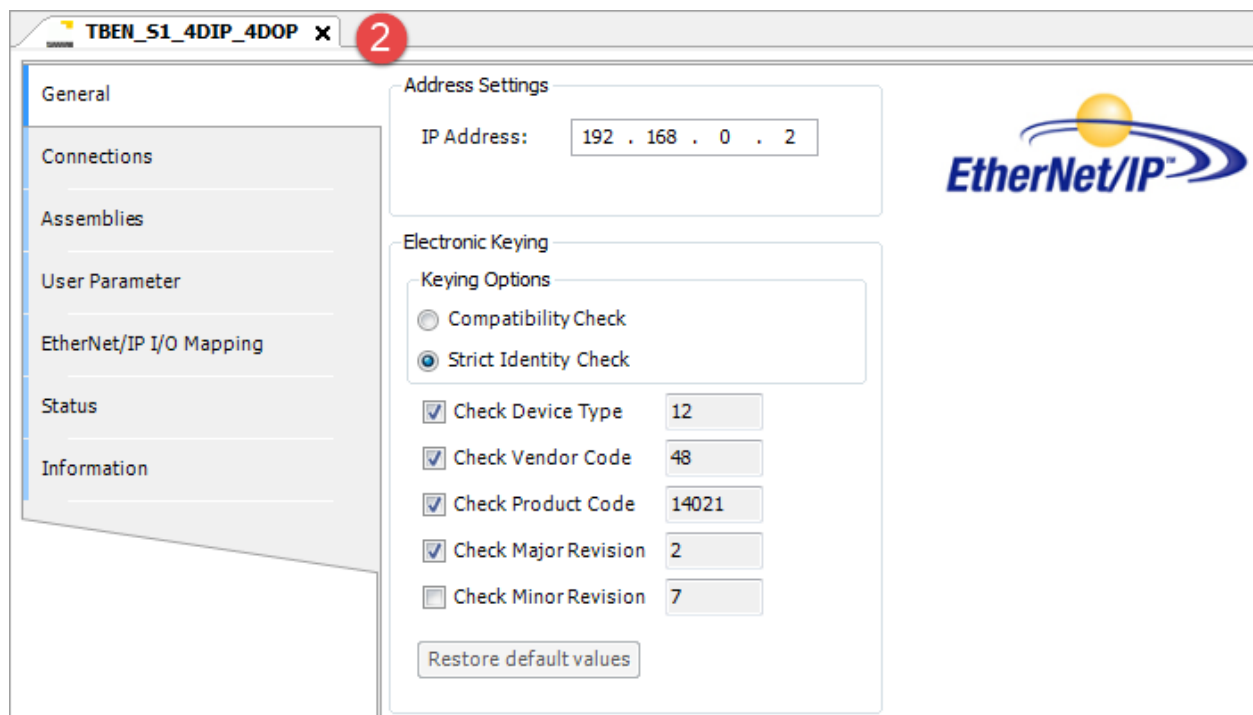 TBEN_S1_4DIP_4DOP x
2
General
Connections
Assemblies
User Parameter
EtherNet/IP I/O Mapping
Status
Information
Address Settings
IP Address: 192 . 168 . 0 . 2
EtherNet/IP™
Electronic Keying
Keying Options
Compatibility Check
Strict Identity Check
Check Device Type 12
Check Vendor Code 48
Check Product Code 14021
Check Major Revision 2
Check Minor Revision 7
Restore default values